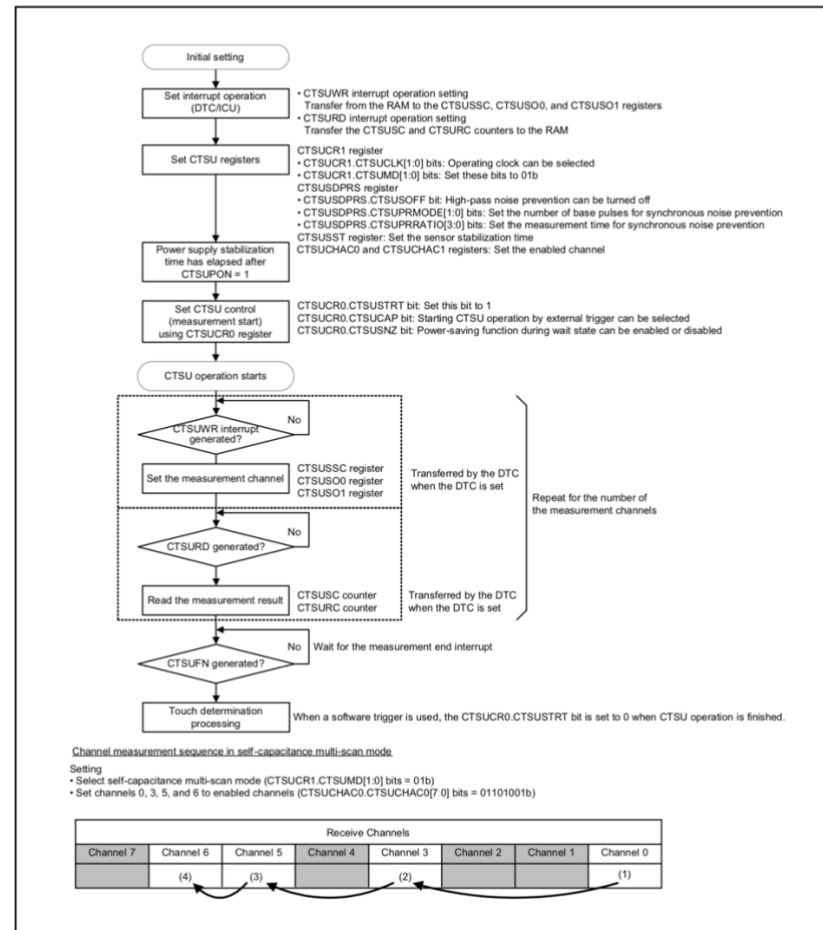 Initial setting
Set interrupt operation
(DTC/ICU)
• CTSUWR interrupt operation setting
Transfer from the RAM to the CTSUSSC, CTSUSO0, and CTSUSO1 registers
• CTSURD interrupt operation setting
Transfer the CTSUSC and CTSURC counters to the RAM
Set CTSU registers
CTSUCR1 register
• CTSUCR1.CTSUCLK[1:0] bits: Operating clock can be selected
• CTSUCR1.CTSUMD[1:0] bits: Set these bits to 01b
CTSUSDPRS register
• CTSUSDPRS.CTSUSOFF bit: High-pass noise prevention can be turned off
• CTSUSDPRS.CTSUPRMODE[1:0] bits: Set the number of base pulses for synchronous noise prevention
• CTSUSDPRS.CTSUPRRATIO[3:0] bits: Set the measurement time for synchronous noise prevention
CTSUSST register: Set the sensor stabilization time
CTSUCHAC0 and CTSUCHAC1 registers: Set the enabled channel
Power supply stabilization
time has elapsed after
CTSUPON = 1
Set CTSU control
(measurement start)
using CTSUCR0 register
CTSUCR0.CTSUSTRT bit: Set this bit to 1
CTSUCR0.CTSUCAP bit: Starting CTSU operation by external trigger can be selected
CTSUCR0.CTSUSNZ bit: Power-saving function during wait state can be enabled or disabled
CTSU operation starts
No
CTSUWR interrupt
generated?
Set the measurement channel
CTSUSSC register
CTSUSO0 register
CTSUSO1 register
Transferred by the DTC
when the DTC is set
Repeat for the number of
the measurement channels
No
CTSURD generated?
Read the measurement result
CTSUSC counter
CTSURC counter
Transferred by the DTC
when the DTC is set
No Wait for the measurement end interrupt
CTSUFN generated?
Touch determination
processing
When a software trigger is used, the CTSUCR0.CTSUSTRT bit is set to 0 when CTSU operation is finished.
Channel measurement sequence in self-capacitance multi-scan mode
Setting
• Select self-capacitance multi-scan mode (CTSUCR1.CTSUMD[1:0] bits = 01b)
• Set channels 0, 3, 5, and 6 to enabled channels (CTSUCHAC0.CTSUCHAC0[7 0] bits = 01101001b)
Receive Channels
Channel 7 Channel 6 Channel 5 Channel 4 Channel 3 Channel 2 Channel 1 Channel 0
(4) (3) (2) (1)